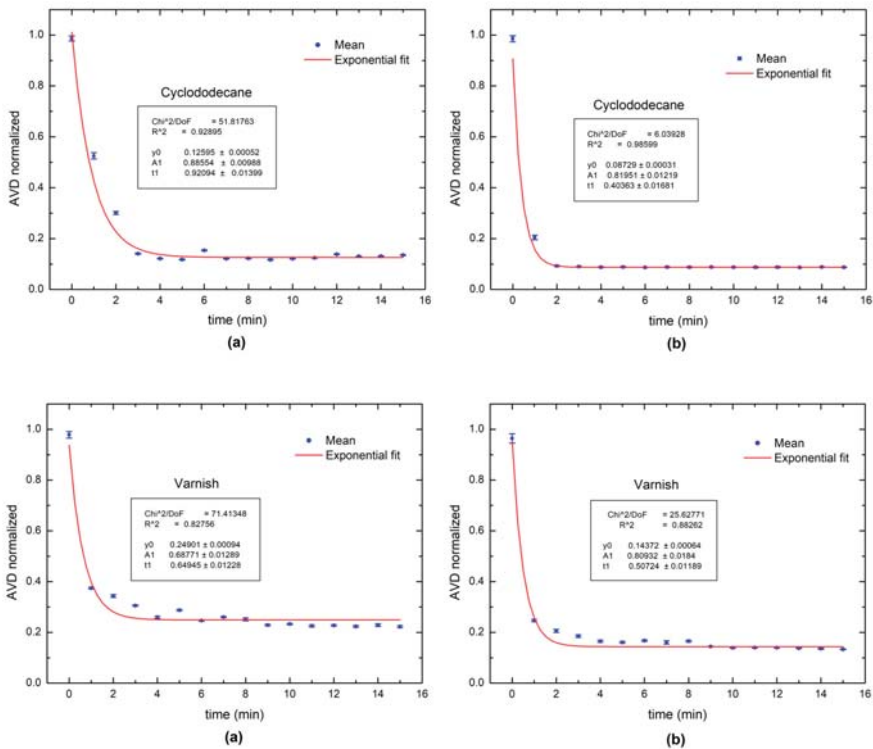 1.0
0.8
0.6
0.4
0.2
0.0
AVD normalized
Mean
Exponential fit
Cyclododecane
Chi^2/DoF = 51.81763
R^2 = 0.92895
y0 0.12595 ± 0.00052
A1 0.88554 ± 0.00988
t1 0.92094 ± 0.01399
0 2 4 6 8 10 12 14 16
time (min)
(a)
1.0
0.8
0.6
0.4
0.2
0.0
AVD normalized
Mean
Exponential fit
Cyclododecane
Chi^2/DoF = 6.03928
R^2 = 0.98599
y0 0.08729 ± 0.00031
A1 0.81951 ± 0.01219
t1 0.40363 ± 0.01681
0 2 4 6 8 10 12 14 16
time (min)
(b)
1.0
0.8
0.6
0.4
0.2
0.0
AVD normalized
Mean
Exponential fit
Varnish
Chi^2/DoF = 71.41348
R^2 = 0.82756
y0 0.24901 ± 0.00094
A1 0.68771 ± 0.01289
t1 0.64945 ± 0.01228
0 2 4 6 8 10 12 14 16
time (min)
(a)
1.0
0.8
0.6
0.4
0.2
0.0
AVD normalized
Mean
Exponential fit
Varnish
Chi^2/DoF = 25.62771
R^2 = 0.88262
y0 0.14372 ± 0.00064
A1 0.80932 ± 0.0184
t1 0.50724 ± 0.01189
0 2 4 6 8 10 12 14 16
time (min)
(b)